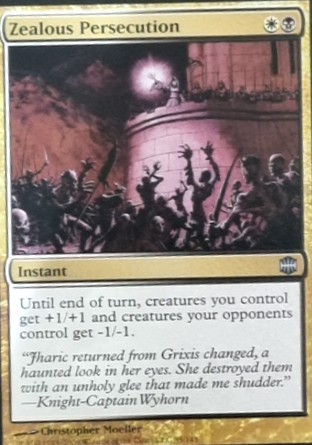 Zealous Persecution
Instant
Until end of turn, creatures you control
get +1/+1 and creatures your opponents
control get -1/-1.
"Jharic returned from Grixis changed, a
haunted look in her eyes. She destroyed them
with an unholy glee that made me shudder."
—Knight-Captain Wyhorn
Christopher Moeller